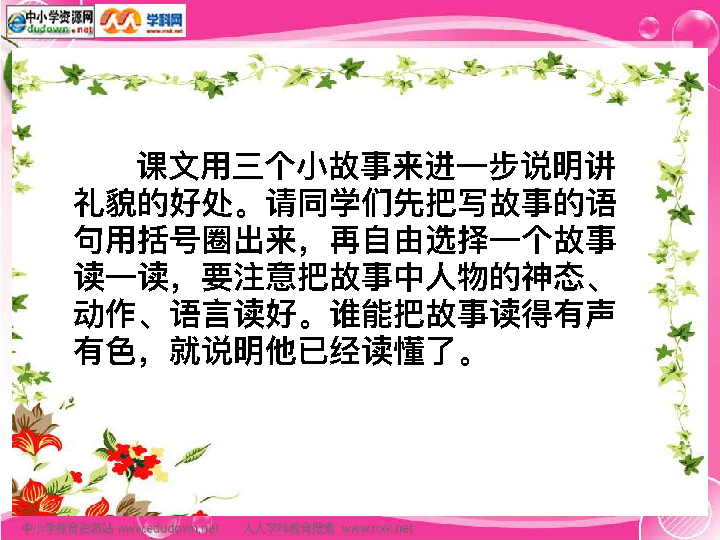 中小学资源网
edudown.net
学科网
www.nxk.net
课文用三个小故事来进一步说明讲
礼貌的好处。请同学们先把写故事的语
句用括号圈出来，再自由选择一个故事
读一读，要注意把故事中人物的神态、
动作、语言读好。谁能把故事读得有声
有色，就说明他已经读懂了。
中小学教育资源站 www.edudown.net 人人学科教育搜索 www.rrxk.net